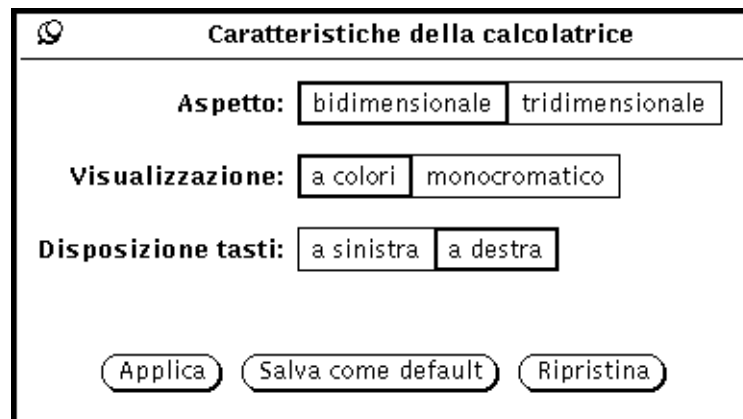 Caratteristiche della calcolatrice
Aspetto: bidimensionale tridimensionale
Visualizzazione: a colori monocromatico
Disposizione tasti: a sinistra a destra
Applica Salva come default Ripristina